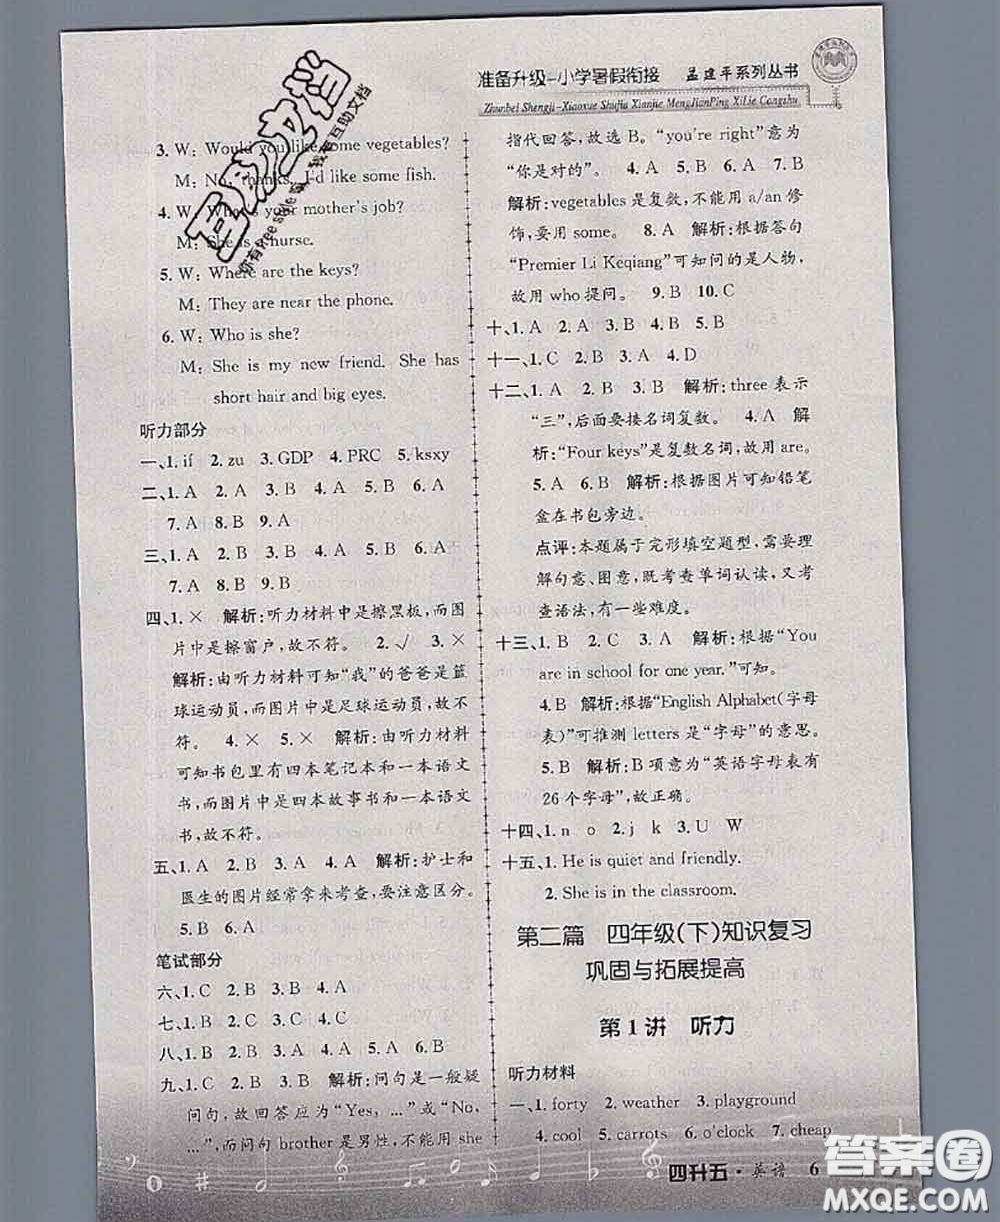 准备升级-小学暑假衔接 孟建平系列丛书
Zhunbei Shengji-Xiaoxue Shujia Xianjie MengJianPing XiLie Congshu
3. W: Would you like some vegetables?
M: No, thanks. I'd like some fish.
4. W: What is your mother's job?
M: She is a nurse.
5. W: Where are the keys?
M: They are near the phone.
6. W: Who is she?
M: She is my new friend. She has
short hair and big eyes.
听力部分
一、1. if 2. zu 3. GDP 4. PRC 5. ksxy
二、1. A 2. A 3. B 4. A 5. A 6. A
7. A 8. B 9. A
三、1. A 2. A 3. B 4. B 5. A 6. A
7. A 8. B 9. B
四、1. × 解析:听力材料中是擦黑板,而图
片中是擦窗户,故不符。 2. √ 3. ×
解析:由听力材料可知“我”的爸爸是篮
球运动员,而图片中是足球运动员,故不
符。 4. × 5. × 解析:由听力材料
可知书包里有四本笔记本和一本语文
书,而图片中是四本故事书和一本语文
书,故不符。
五、1. A 2. B 3. A 4. A 解析:护士和
医生的图片经常拿来考查,要注意区分。
5. B 6. A
笔试部分
六、1. C 2. B 3. B 4. A 5. C
七、1. C 2. B 3. C 4. C
八、1. B 2. B 3. A 4. A 5. A 6. B
九、1. B 2. B 3. B 解析:问句是一般疑
问句,故回答应为“Yes, ...”或“No,
...”,而问句 brother 是男性,不能用 she
指代回答,故选 B。“you're right”意为
“你是对的”。 4. A 5. A 6. A 7. B
解析:vegetables 是复数,不能用 a/an 修
饰,要用 some。 8. A 解析:根据答句
“Premier Li Keqiang”可知问的是人物,
故用 who 提问。 9. B 10. C
十、1. A 2. A 3. B 4. B 5. B
十一、1. C 2. B 3. A 4. D
十二、1. A 2. B 3. B 解析:three 表示
“三”,后面要接名词复数。 4. A 解
析:“Four keys”是复数名词,故用 are。
5. A 6. B 解析:根据图片可知铅笔
盒在书包旁边。
点评:本题属于完形填空题型,需要理
解句意、图意,既考查单词认读,又考
查语法,有一些难度。
十三、1. B 2. C 3. A 解析:根据“You
are in school for one year.”可知。
4. B 解析:根据“English Alphabet(字母
表)”可推测 letters 是“字母”的意思。
5. B 解析:B 项意为“英语字母表有
26 个字母”,故正确。
十四、1. n o 2. j k 3. U W
十五、1. He is quiet and friendly.
2. She is in the classroom.
第二篇 四年级(下)知识复习
巩固与拓展提高
第 1 讲 听力
听力材料
一、1. forty 2. weather 3. playground
4. cool 5. carrots 6. o'clock 7. cheap
四升五·英语 6
答案圈
MXQE.COM